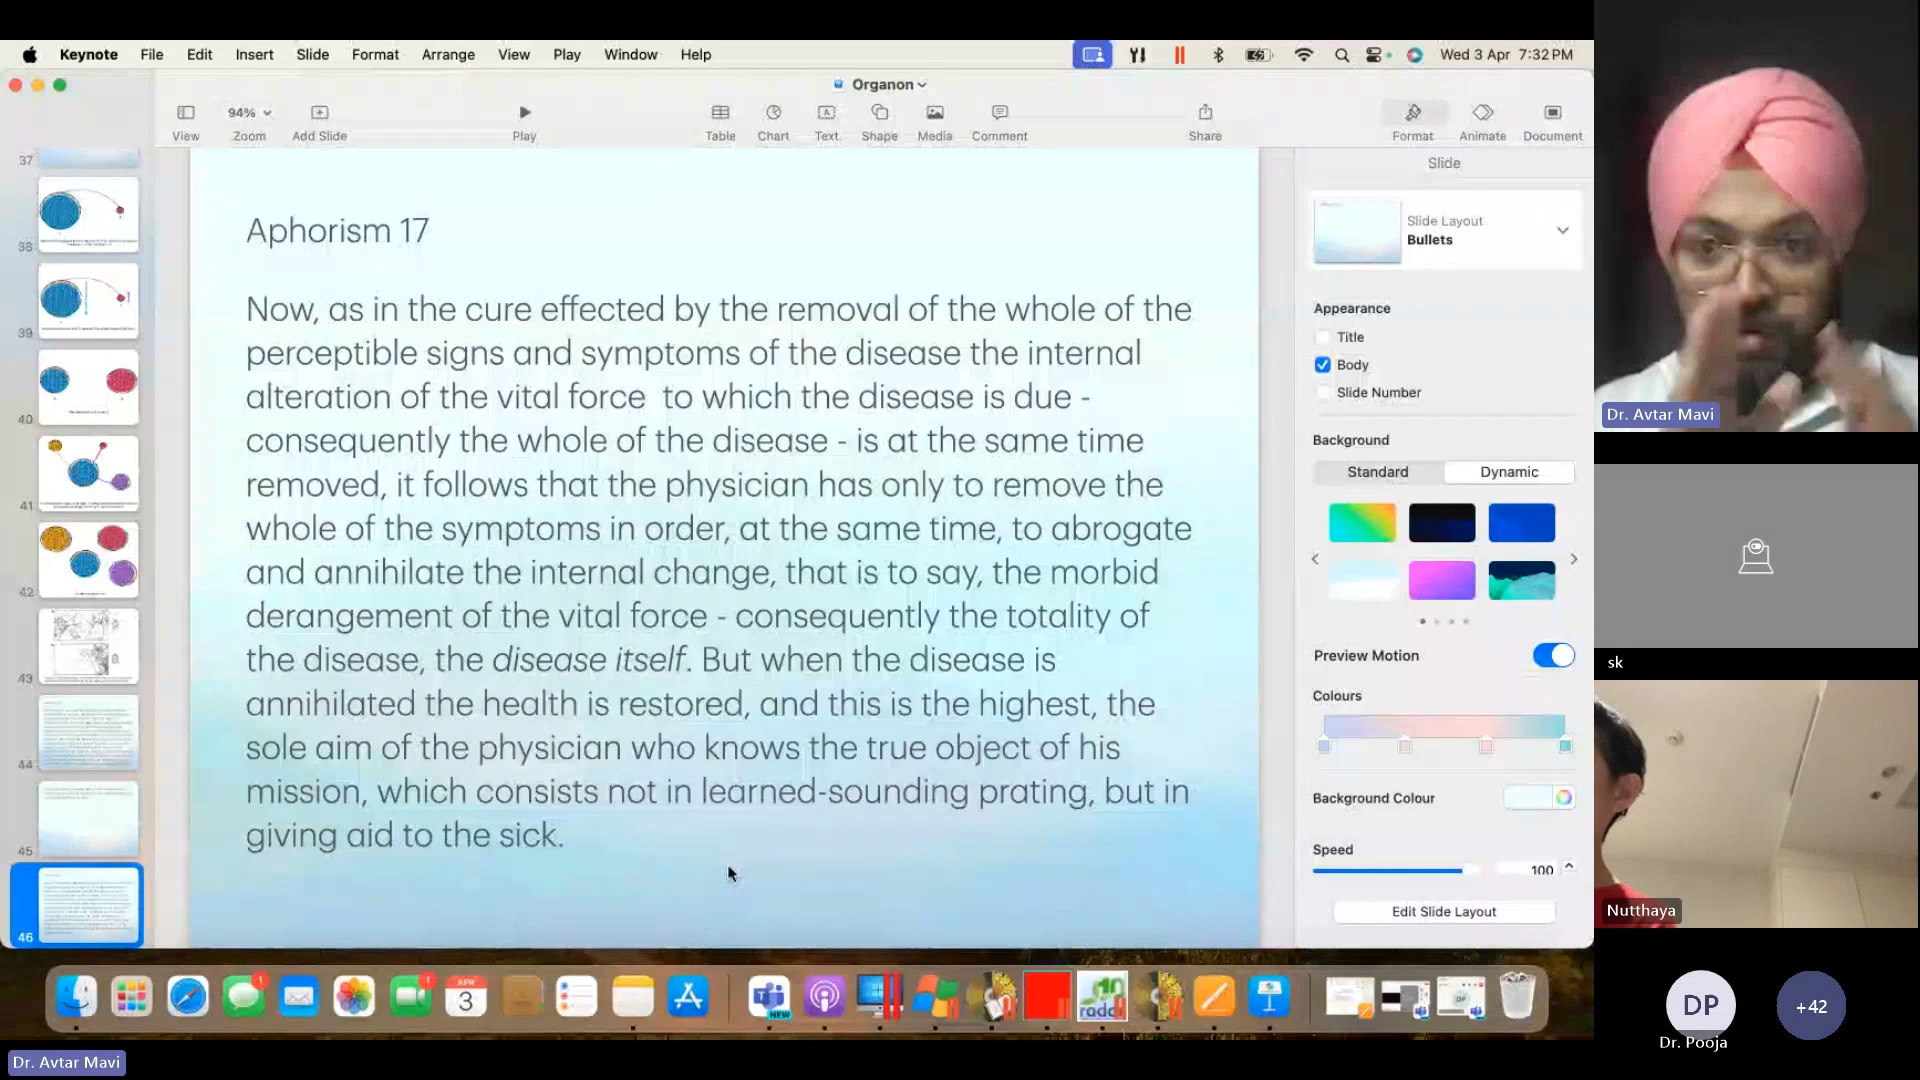 Keynote File Edit Insert Slide Format Arrange View Play Window Help Wed 3 Apr 7:32 PM
Organon
94%
View Zoom Add Slide Play Table Chart Text Shape Media Comment Share Format Animate Document
37
38
39
40
41
42
43
44
45
46
Aphorism 17
Now, as in the cure effected by the removal of the whole of the
perceptible signs and symptoms of the disease the internal
alteration of the vital force to which the disease is due -
consequently the whole of the disease - is at the same time
removed, it follows that the physician has only to remove the
whole of the symptoms in order, at the same time, to abrogate
and annihilate the internal change, that is to say, the morbid
derangement of the vital force - consequently the totality of
the disease, the disease itself. But when the disease is
annihilated the health is restored, and this is the highest, the
sole aim of the physician who knows the true object of his
mission, which consists not in learned-sounding prating, but in
giving aid to the sick.
Slide
Slide Layout
Bullets
Appearance
Title
Body
Slide Number
Background
Standard Dynamic
Preview Motion
Colours
Background Colour
Speed
100
Edit Slide Layout
Dr. Avtar Mavi
sk
Nutthaya
DP
+42
Dr. Pooja
1
1
APR
3
NEW
Dr. Avtar Mavi